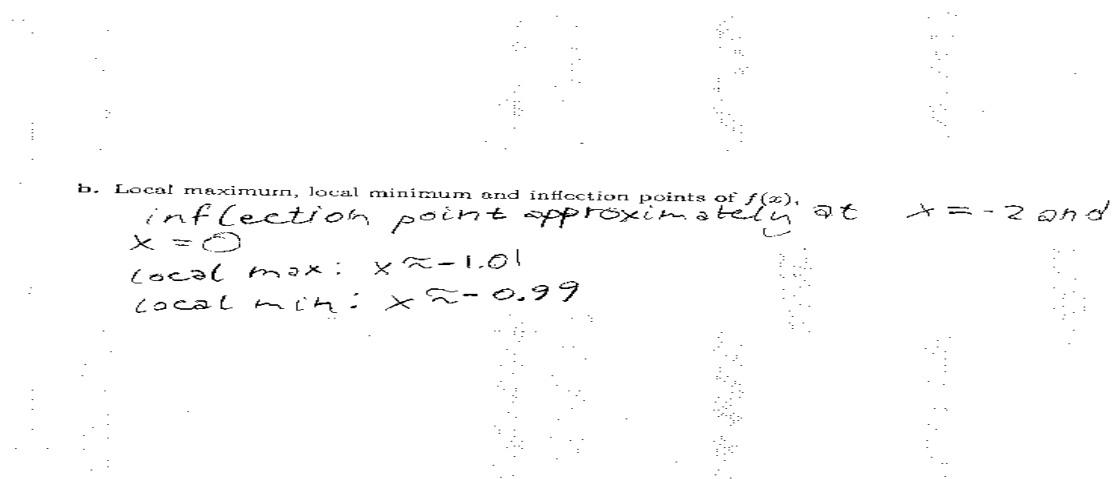 b. Local maximum, local minimum and inflection points of f(x).
inflection point approximately at x = -2 and
x = 0
local max: x ≈ -1.01
local min: x ≈ -0.99